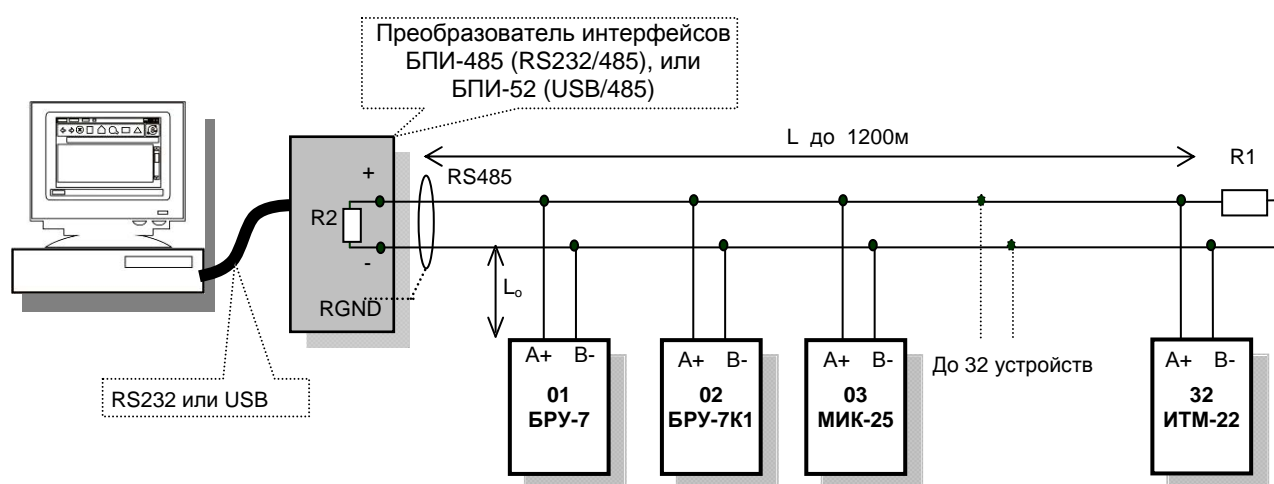 Преобразователь интерфейсов
БПИ-485 (RS232/485), или
БПИ-52 (USB/485)
L до 1200м
R1
RS485
+
R2
-
RGND
Lo
RS232 или USB
До 32 устройств
A+ B-
01
БРУ-7
A+ B-
02
БРУ-7К1
A+ B-
03
МИК-25
A+ B-
32
ИТМ-22